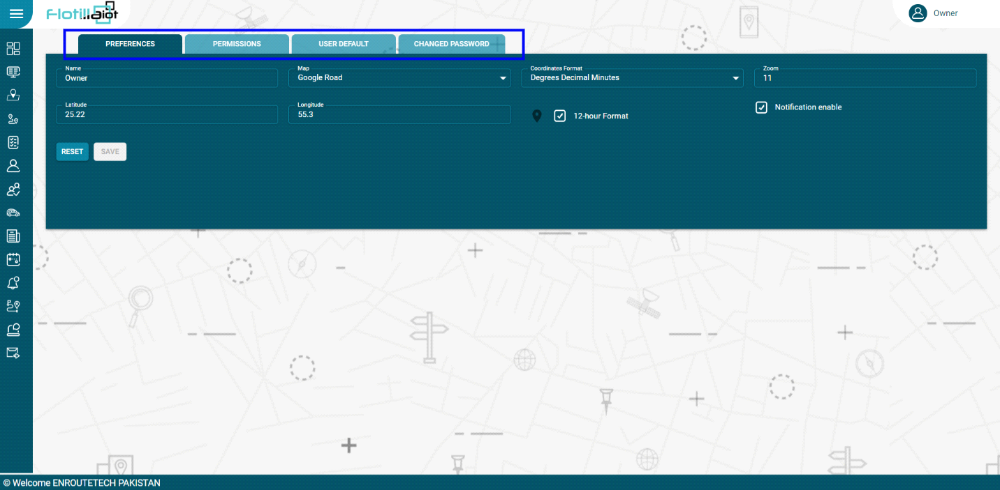 Flotillaiot
Owner
PREFERENCES
PERMISSIONS
USER DEFAULT
CHANGED PASSWORD
Name
Owner
Map
Google Road
Coordinates Format
Degrees Decimal Minutes
Zoom
11
Latitude
25.22
Longitude
55.3
12-hour Format
Notification enable
RESET
SAVE
© Welcome ENROUTETECH PAKISTAN